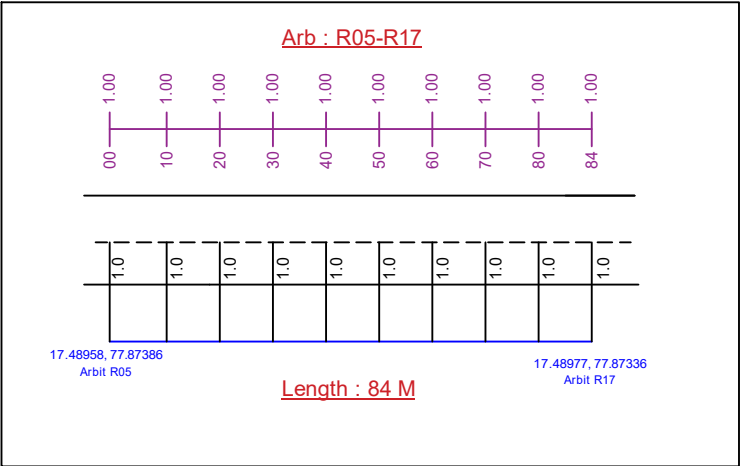 Arb : R05-R17
1.00 1.00 1.00 1.00 1.00 1.00 1.00 1.00 1.00 1.00
00 10 20 30 40 50 60 70 80 84
1.0 1.0 1.0 1.0 1.0 1.0 1.0 1.0 1.0 1.0
17.48958, 77.87386
Arbit R05
17.48977, 77.87336
Arbit R17
Length : 84 M